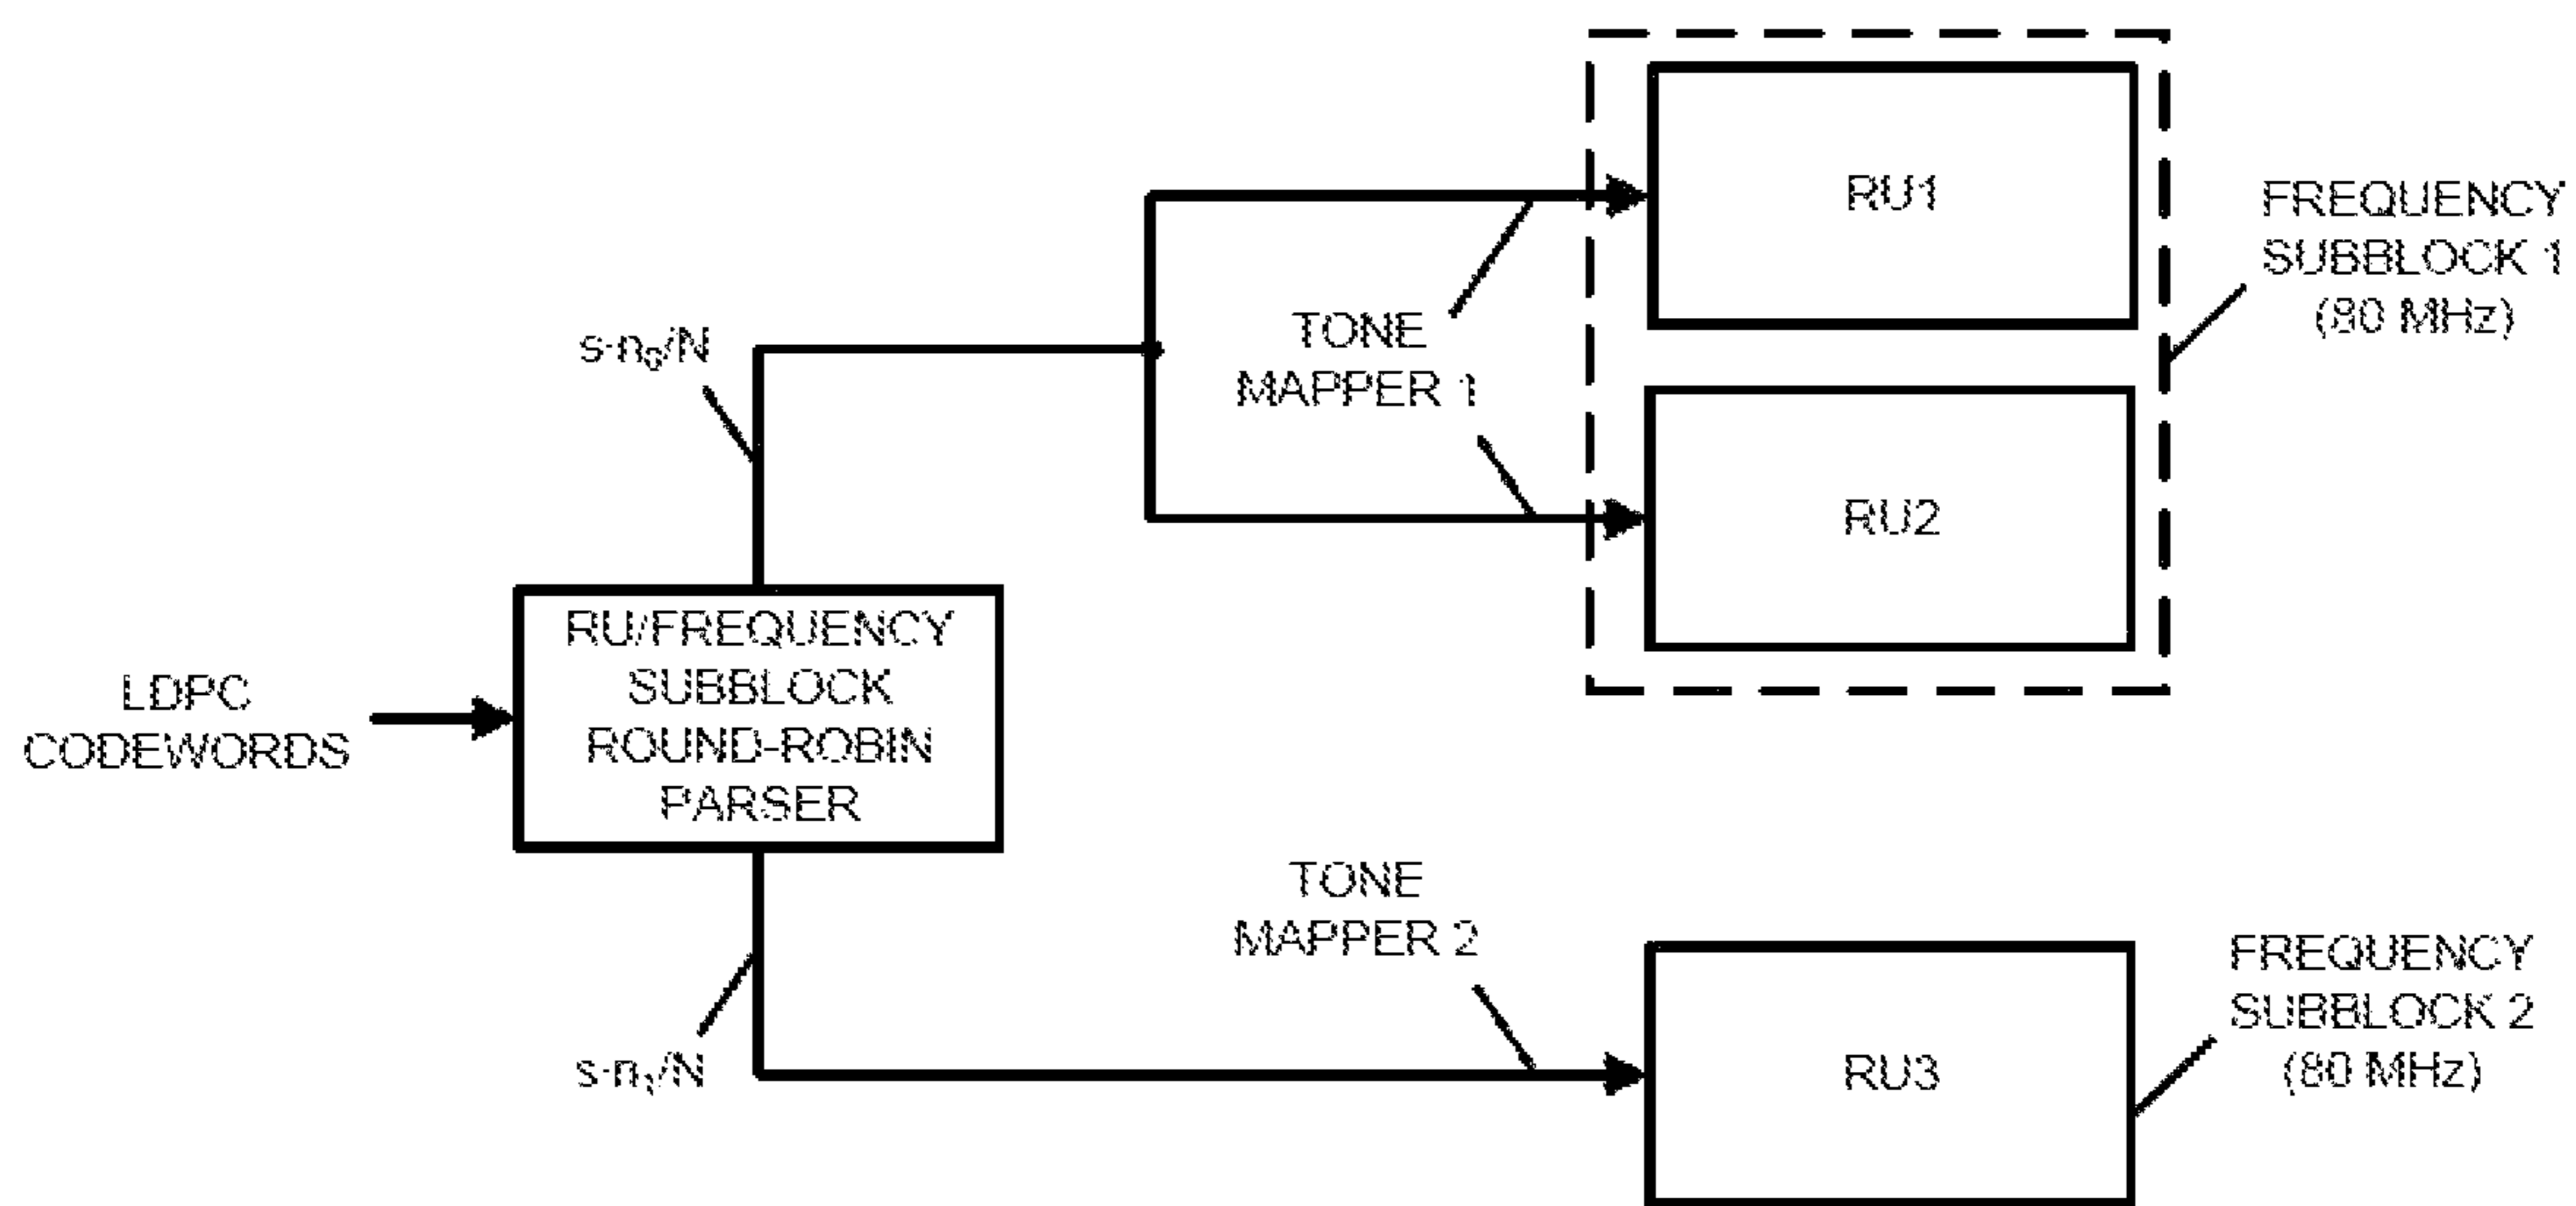 RU1
FREQUENCY
SUBBLOCK 1
(80 MHz)
TONE
MAPPER 1
s-n₀/N
RU2
RU/FREQUENCY
SUBBLOCK
ROUND-ROBIN
PARSER
LDPC
CODEWORDS
TONE
MAPPER 2
s-n₁/N
RU3
FREQUENCY
SUBBLOCK 2
(80 MHz)